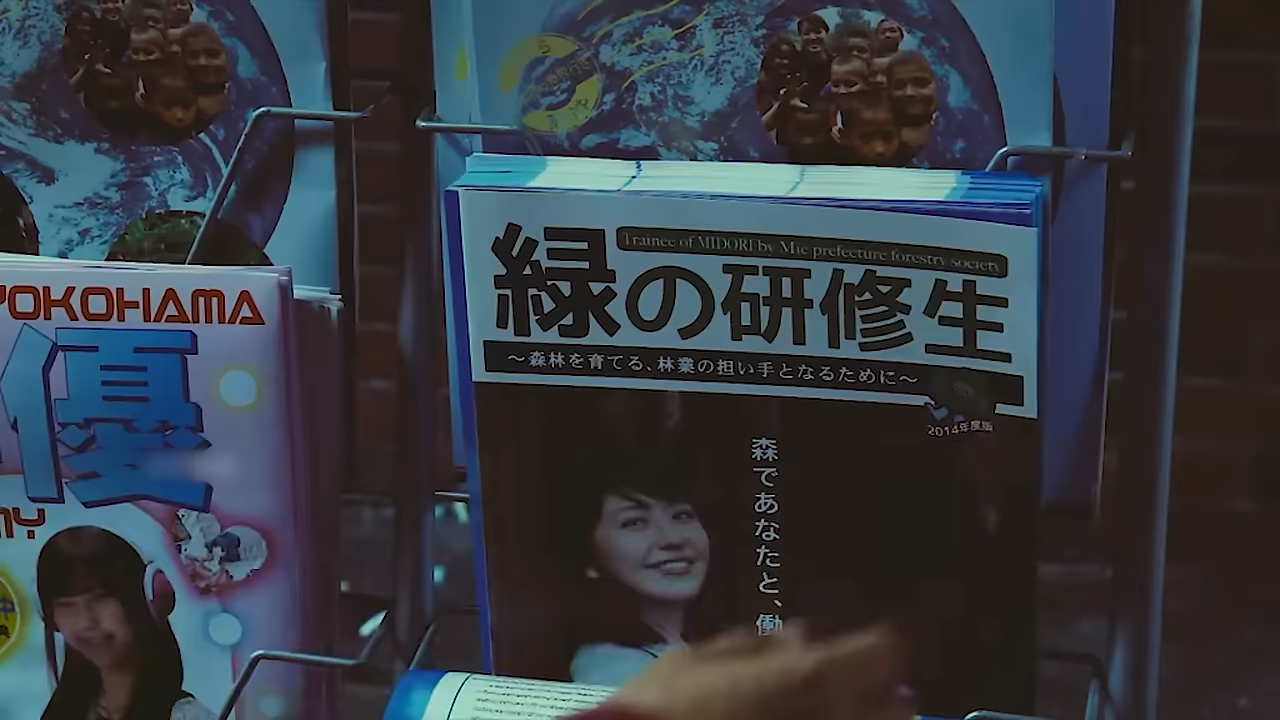 YOKOHAMA
優
MY
Trainee of MIDORI by Mie prefecture forestry society
緑の研修生
～森林を育てる、林業の担い手となるために～
2014年度版
森であなたと、働